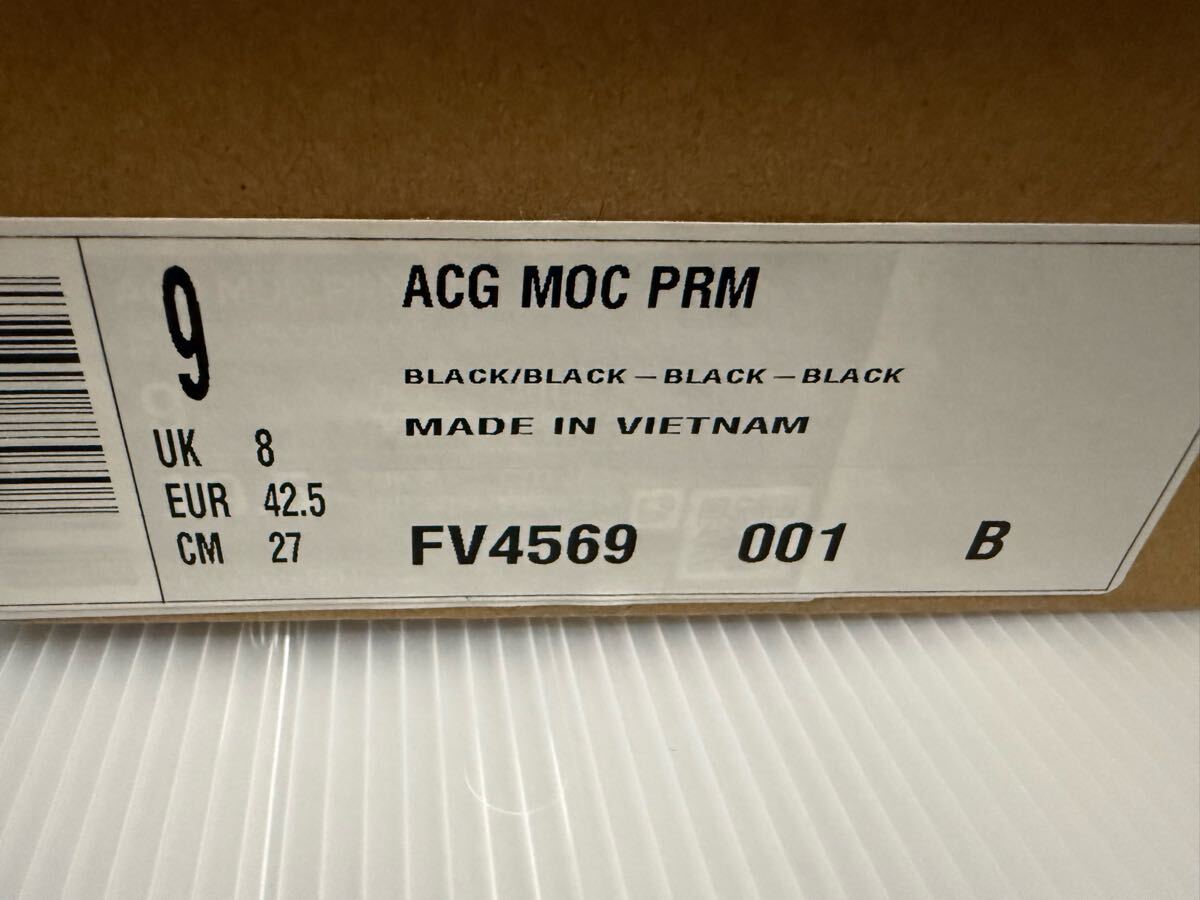 9
UK 8
EUR 42.5
CM 27
ACG MOC PRM
BLACK/BLACK-BLACK-BLACK
MADE IN VIETNAM
FV4569 001 B